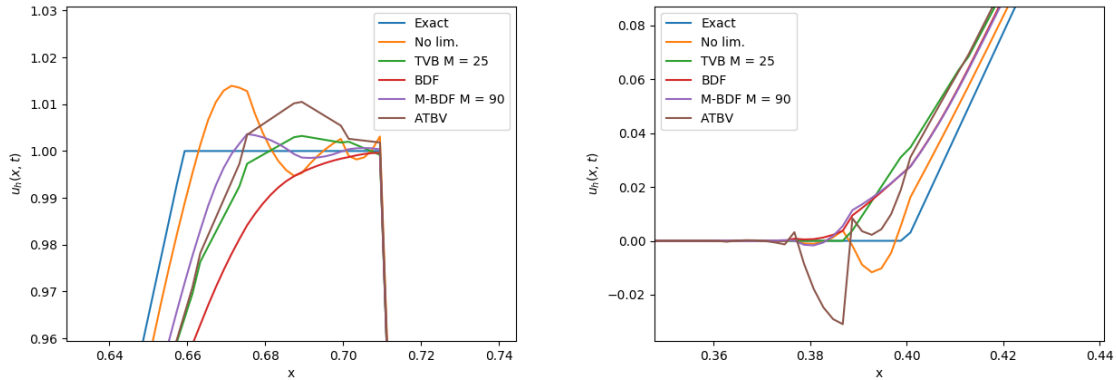 1.03
1.02
1.01
1.00
0.99
0.98
0.97
0.96
u_h(x, t)
0.64
0.66
0.68
0.70
0.72
0.74
x
Exact
No lim.
TVB M = 25
BDF
M-BDF M = 90
ATBV
0.08
0.06
0.04
0.02
0.00
−0.02
u_h(x, t)
0.36
0.38
0.40
0.42
0.44
x
Exact
No lim.
TVB M = 25
BDF
M-BDF M = 90
ATBV